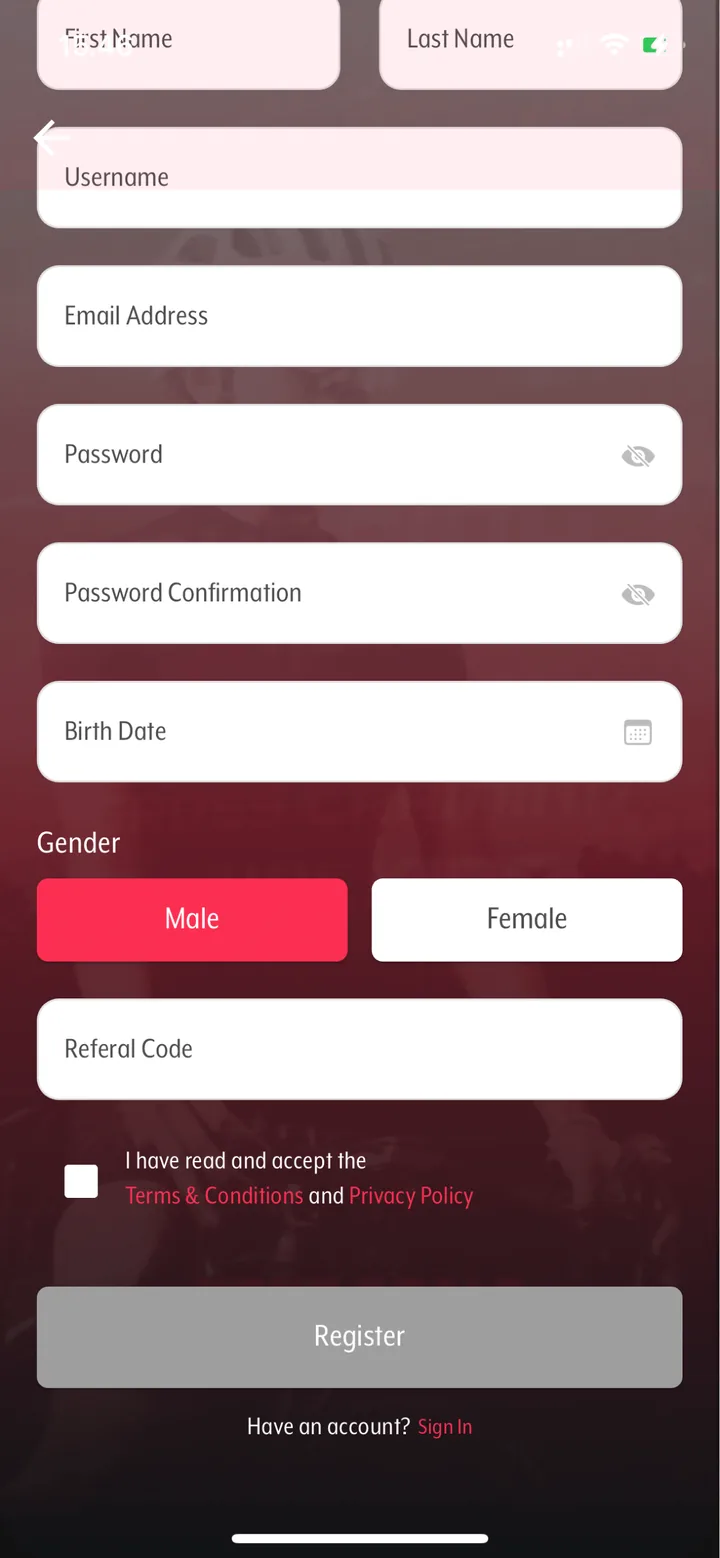 First Name
Last Name
Username
Email Address
Password
Password Confirmation
Birth Date
Gender
Male
Female
Referal Code
I have read and accept the
Terms & Conditions and Privacy Policy
Register
Have an account? Sign In